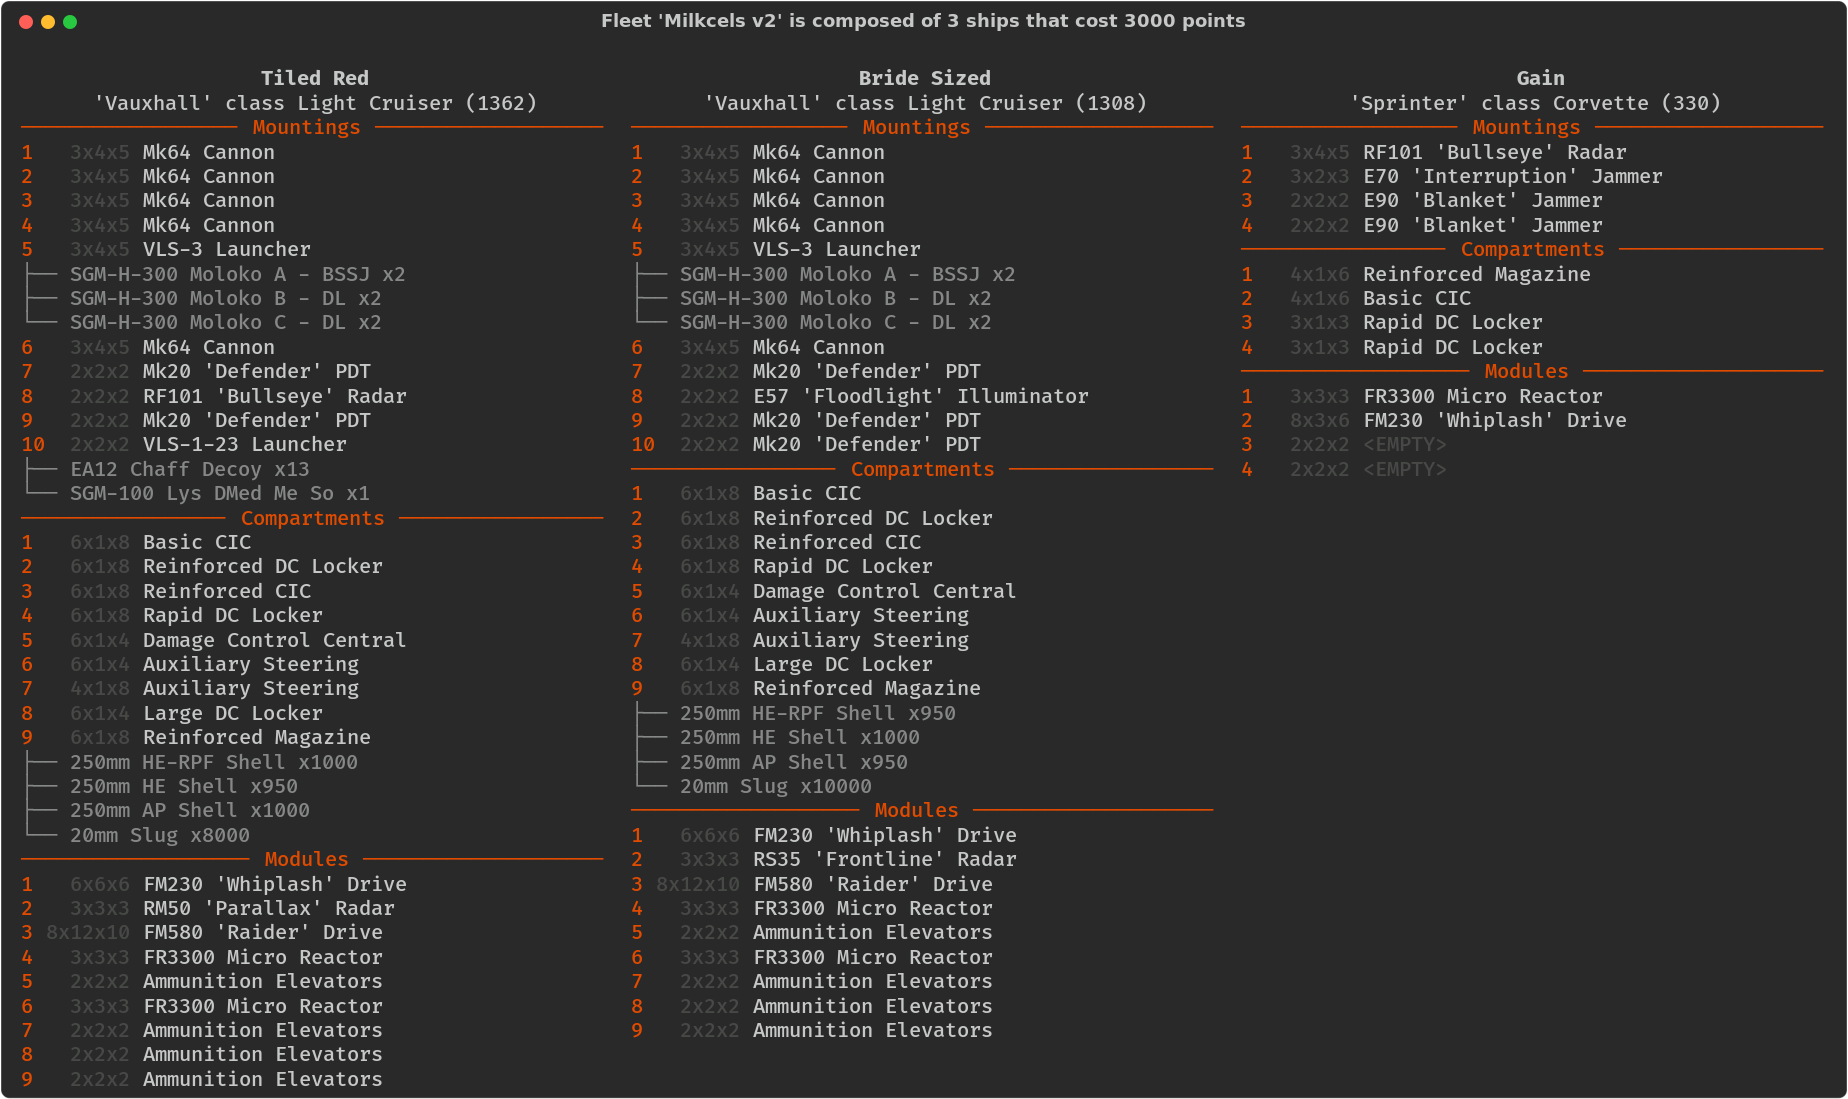 Fleet 'Milkcels v2' is composed of 3 ships that cost 3000 points
Tiled Red
'Vauxhall' class Light Cruiser (1362)
Mountings
1 3x4x5 Mk64 Cannon
2 3x4x5 Mk64 Cannon
3 3x4x5 Mk64 Cannon
4 3x4x5 Mk64 Cannon
5 3x4x5 VLS-3 Launcher
SGM-H-300 Moloko A - BSSJ x2
SGM-H-300 Moloko B - DL x2
SGM-H-300 Moloko C - DL x2
6 3x4x5 Mk64 Cannon
7 2x2x2 Mk20 'Defender' PDT
8 2x2x2 RF101 'Bullseye' Radar
9 2x2x2 Mk20 'Defender' PDT
10 2x2x2 VLS-1-23 Launcher
EA12 Chaff Decoy x13
SGM-100 Lys DMed Me So x1
Compartments
1 6x1x8 Basic CIC
2 6x1x8 Reinforced DC Locker
3 6x1x8 Reinforced CIC
4 6x1x8 Rapid DC Locker
5 6x1x4 Damage Control Central
6 6x1x4 Auxiliary Steering
7 4x1x8 Auxiliary Steering
8 6x1x4 Large DC Locker
9 6x1x8 Reinforced Magazine
250mm HE-RPF Shell x1000
250mm HE Shell x950
250mm AP Shell x1000
20mm Slug x8000
Modules
1 6x6x6 FM230 'Whiplash' Drive
2 3x3x3 RM50 'Parallax' Radar
3 8x12x10 FM580 'Raider' Drive
4 3x3x3 FR3300 Micro Reactor
5 2x2x2 Ammunition Elevators
6 3x3x3 FR3300 Micro Reactor
7 2x2x2 Ammunition Elevators
8 2x2x2 Ammunition Elevators
9 2x2x2 Ammunition Elevators
Bride Sized
'Vauxhall' class Light Cruiser (1308)
Mountings
1 3x4x5 Mk64 Cannon
2 3x4x5 Mk64 Cannon
3 3x4x5 Mk64 Cannon
4 3x4x5 Mk64 Cannon
5 3x4x5 VLS-3 Launcher
SGM-H-300 Moloko A - BSSJ x2
SGM-H-300 Moloko B - DL x2
SGM-H-300 Moloko C - DL x2
6 3x4x5 Mk64 Cannon
7 2x2x2 Mk20 'Defender' PDT
8 2x2x2 E57 'Floodlight' Illuminator
9 2x2x2 Mk20 'Defender' PDT
10 2x2x2 Mk20 'Defender' PDT
Compartments
1 6x1x8 Basic CIC
2 6x1x8 Reinforced DC Locker
3 6x1x8 Reinforced CIC
4 6x1x8 Rapid DC Locker
5 6x1x4 Damage Control Central
6 6x1x4 Auxiliary Steering
7 4x1x8 Auxiliary Steering
8 6x1x4 Large DC Locker
9 6x1x8 Reinforced Magazine
250mm HE-RPF Shell x950
250mm HE Shell x1000
250mm AP Shell x950
20mm Slug x10000
Modules
1 6x6x6 FM230 'Whiplash' Drive
2 3x3x3 RS35 'Frontline' Radar
3 8x12x10 FM580 'Raider' Drive
4 3x3x3 FR3300 Micro Reactor
5 2x2x2 Ammunition Elevators
6 3x3x3 FR3300 Micro Reactor
7 2x2x2 Ammunition Elevators
8 2x2x2 Ammunition Elevators
9 2x2x2 Ammunition Elevators
Gain
'Sprinter' class Corvette (330)
Mountings
1 3x4x5 RF101 'Bullseye' Radar
2 3x2x3 E70 'Interruption' Jammer
3 2x2x2 E90 'Blanket' Jammer
4 2x2x2 E90 'Blanket' Jammer
Compartments
1 4x1x6 Reinforced Magazine
2 4x1x6 Basic CIC
3 3x1x3 Rapid DC Locker
4 3x1x3 Rapid DC Locker
Modules
1 3x3x3 FR3300 Micro Reactor
2 8x3x6 FM230 'Whiplash' Drive
3 2x2x2 <EMPTY>
4 2x2x2 <EMPTY>